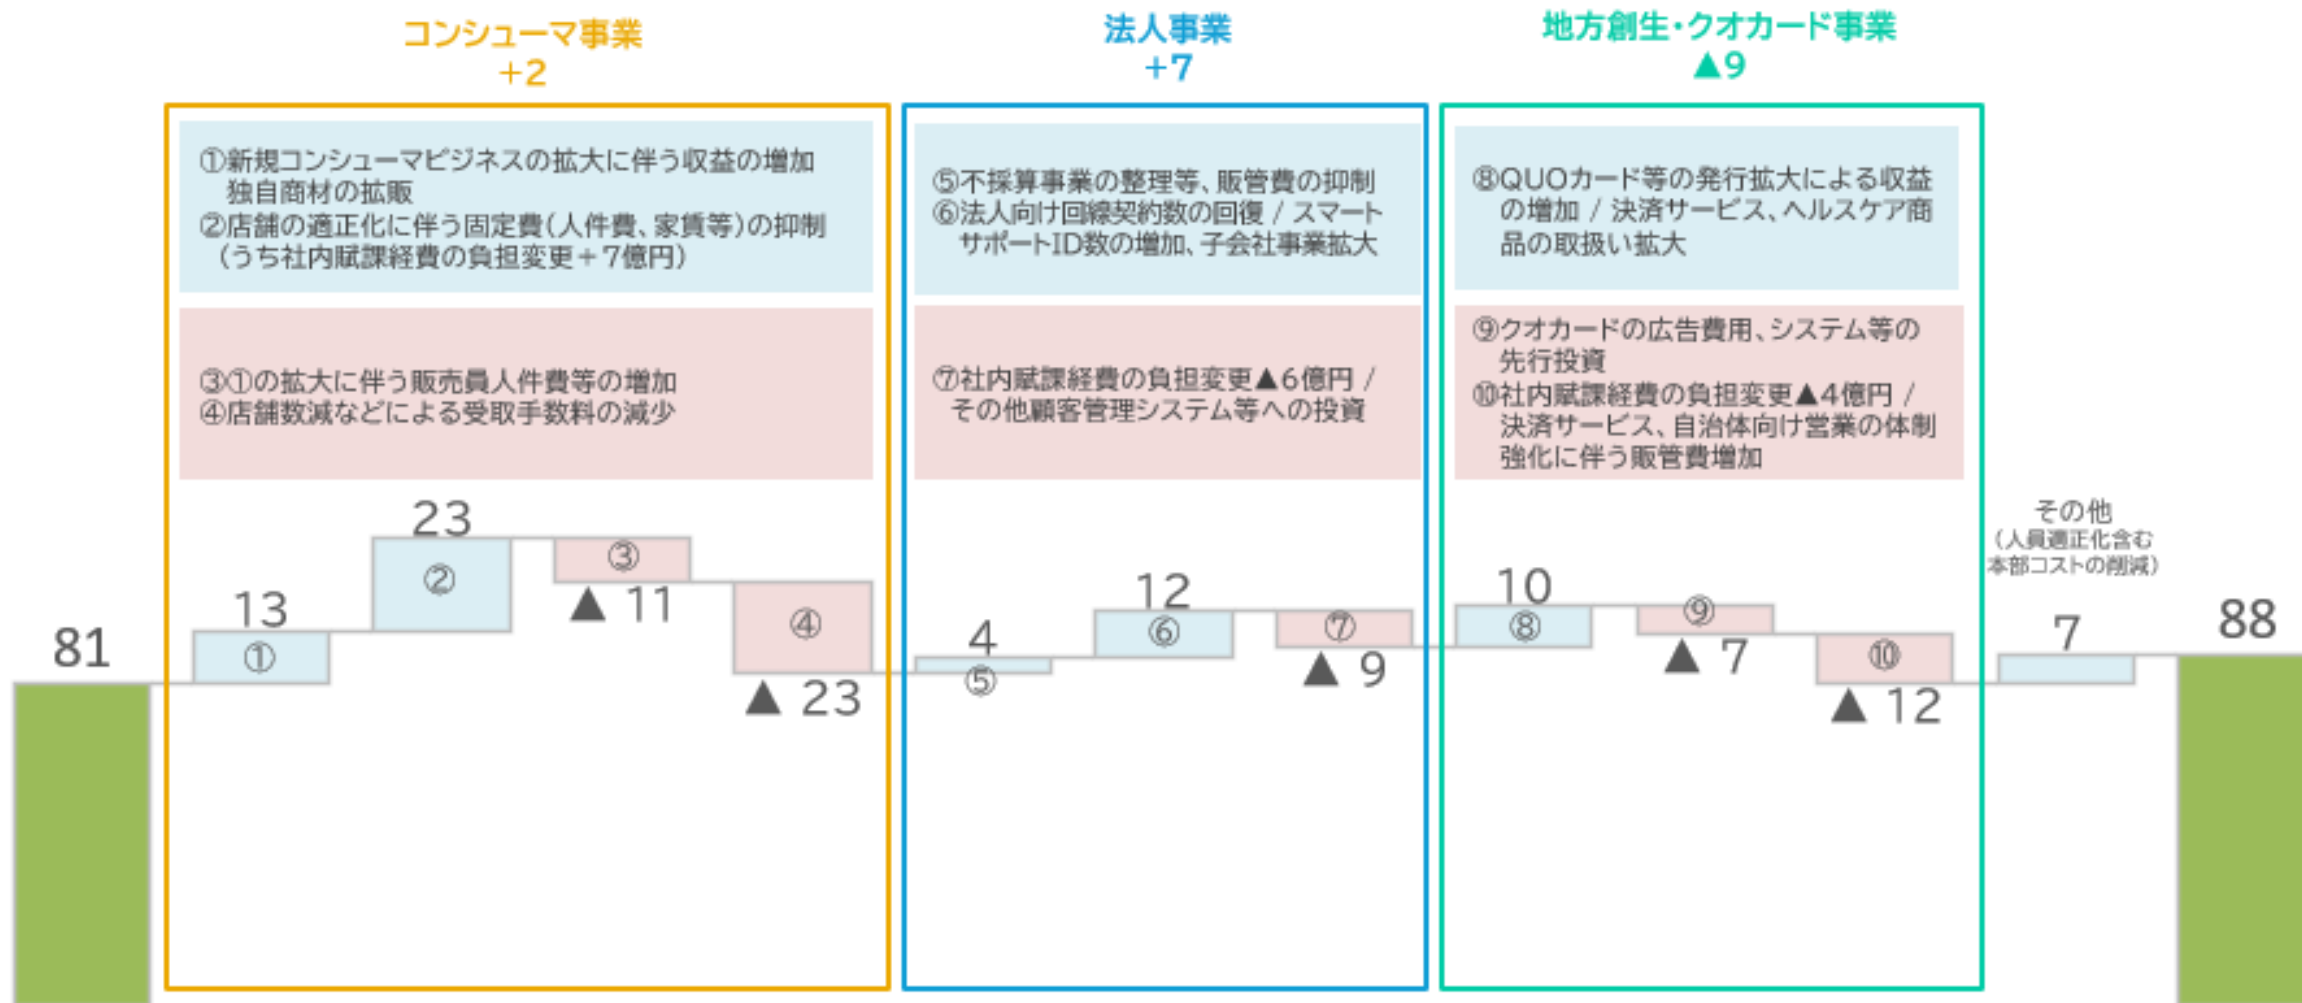 コンシューマ事業
+2
法人事業
+7
地方創生・クオカード事業
▲9
①新規コンシューマビジネスの拡大に伴う収益の増加
独自商材の拡販
②店舗の適正化に伴う固定費(人件費、家賃等)の抑制
(うち社内賦課経費の負担変更+7億円)
③①の拡大に伴う販売員人件費等の増加
④店舗数減などによる受取手数料の減少
⑤不採算事業の整理等、販管費の抑制
⑥法人向け回線契約数の回復 / スマート
サポートID数の増加、子会社事業拡大
⑦社内賦課経費の負担変更▲6億円 /
その他顧客管理システム等への投資
⑧QUOカード等の発行拡大による収益
の増加 / 決済サービス、ヘルスケア商
品の取扱い拡大
⑨クオカードの広告費用、システム等の
先行投資
⑩社内賦課経費の負担変更▲4億円 /
決済サービス、自治体向け営業の体制
強化に伴う販管費増加
81
13
①
23
②
③
▲ 11
④
▲ 23
4
⑤
12
⑥
⑦
▲ 9
10
⑧
⑨
▲ 7
⑩
▲ 12
その他
(人員適正化含む
本部コストの削減)
7
88